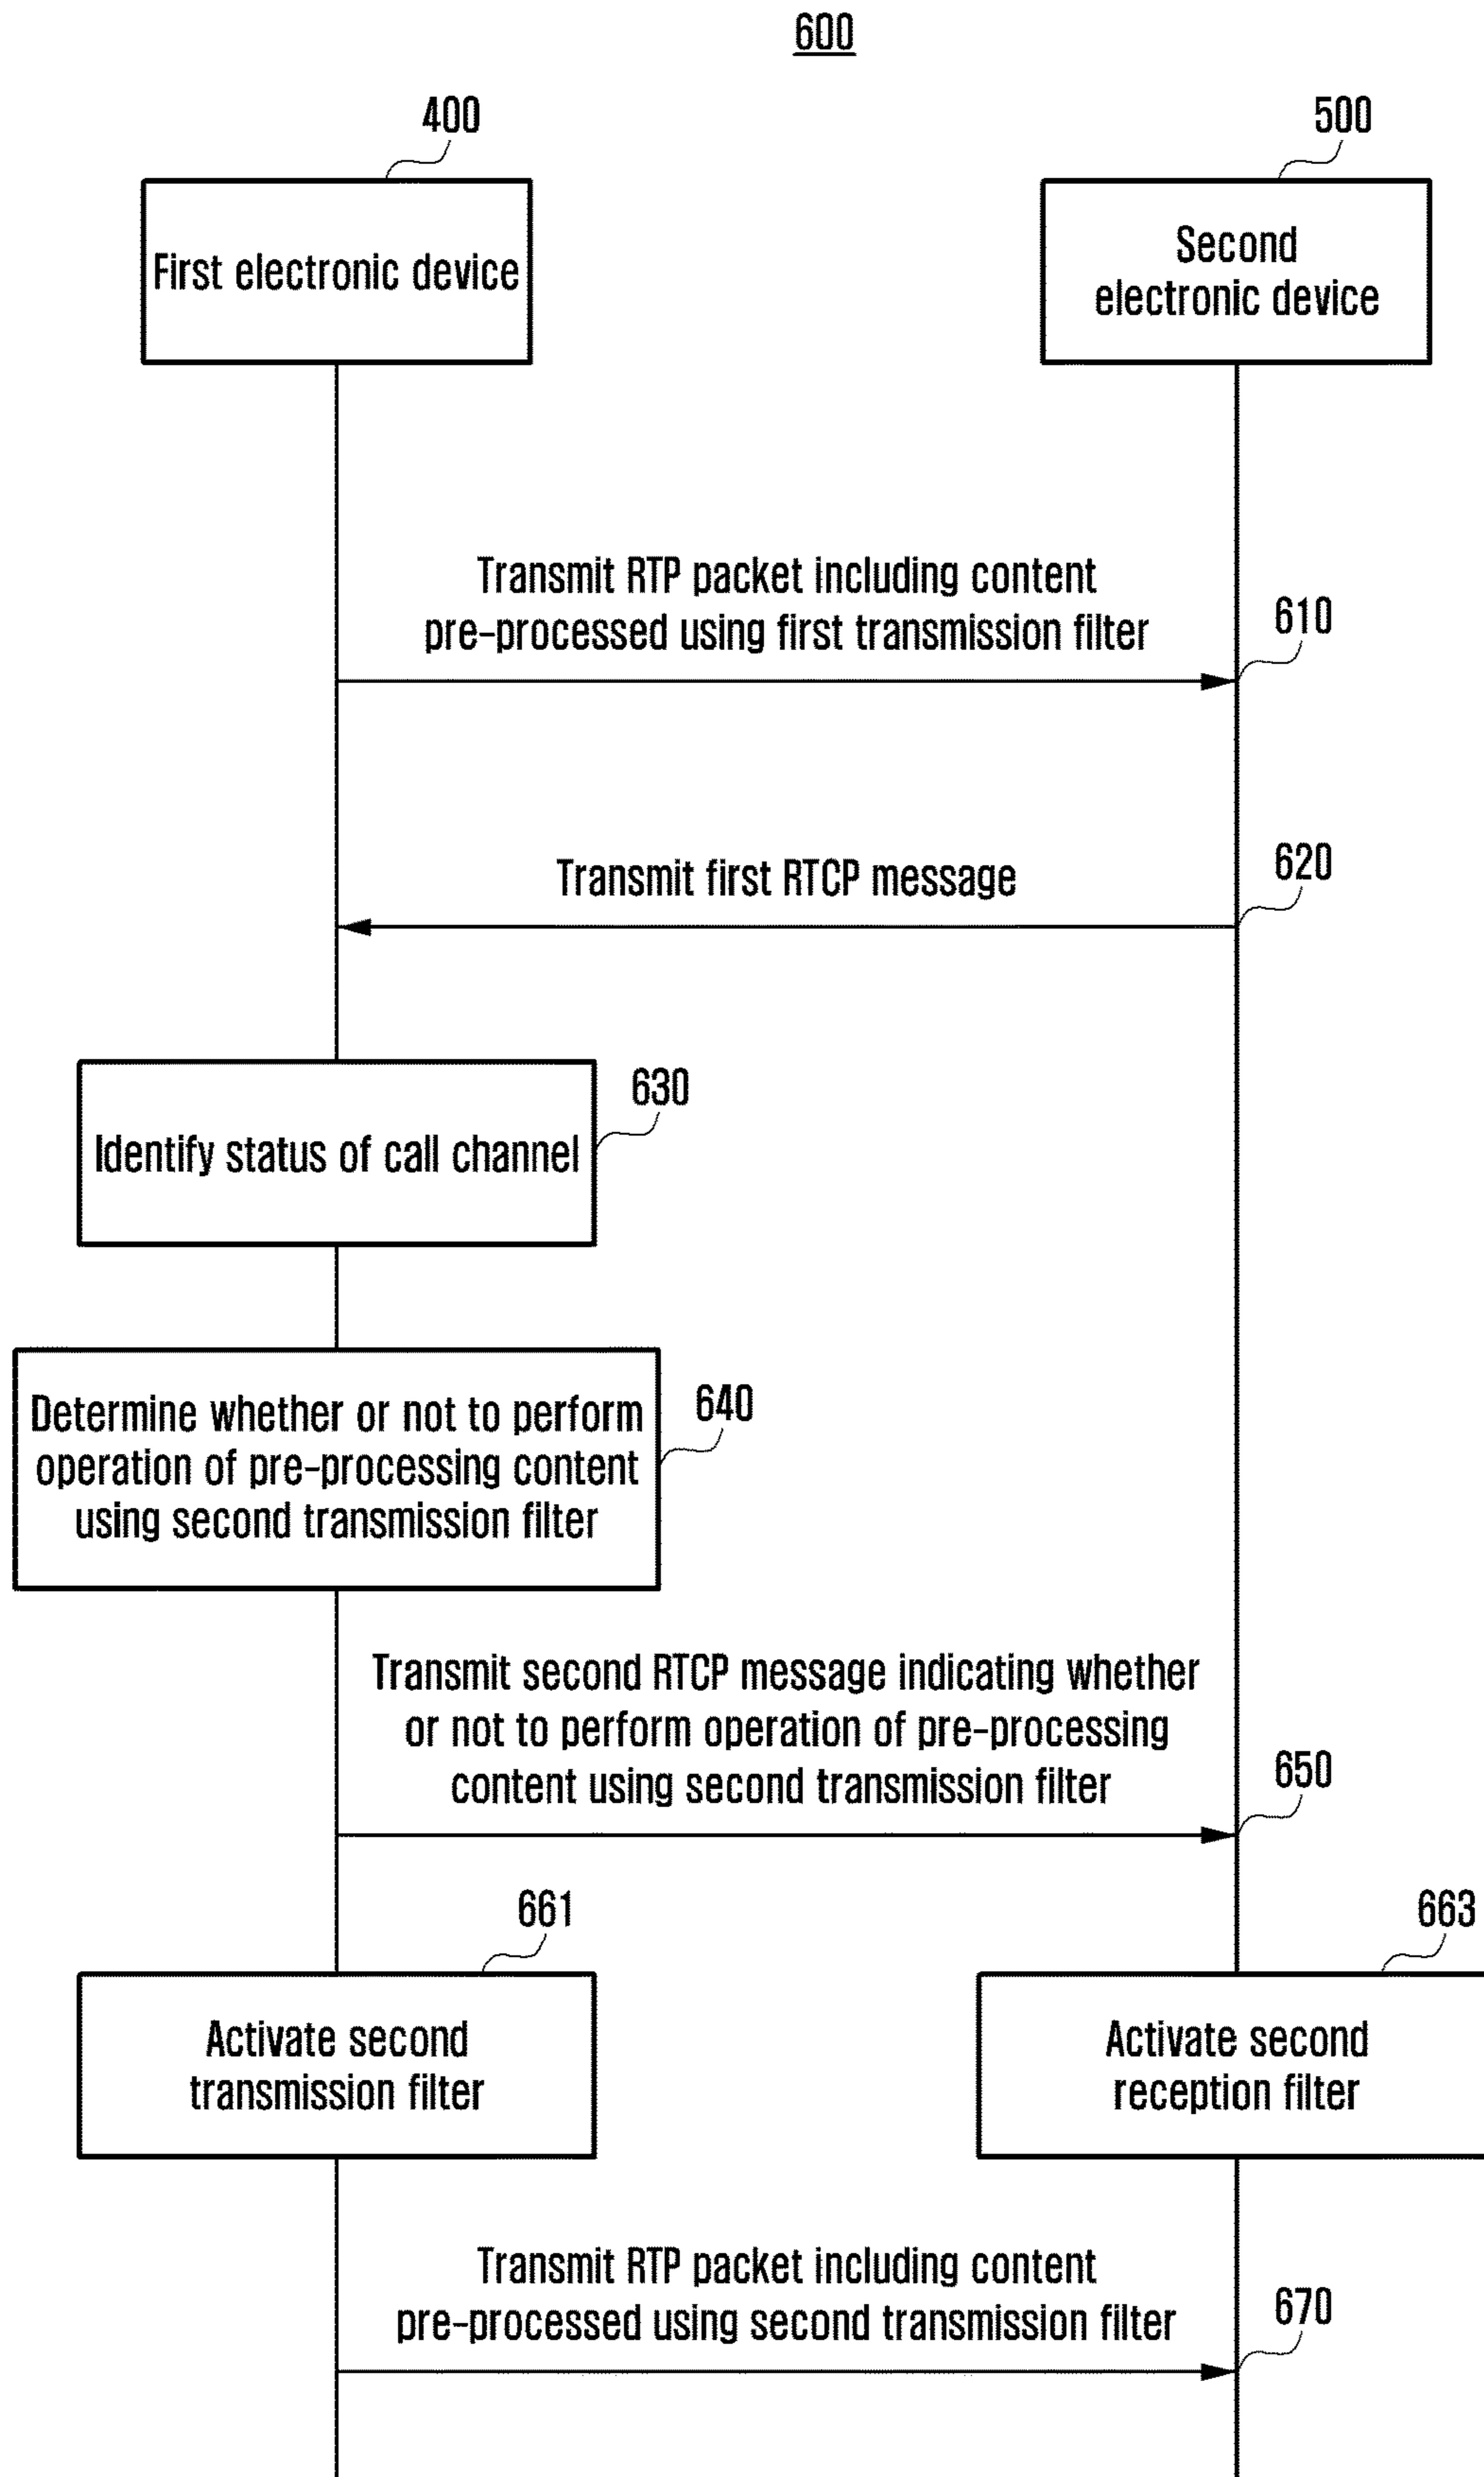 600
400
500
First electronic device
Second
electronic device
Transmit RTP packet including content
pre-processed using first transmission filter
610
Transmit first RTCP message
620
Identify status of call channel
630
Determine whether or not to perform
operation of pre-processing content
using second transmission filter
640
Transmit second RTCP message indicating whether
or not to perform operation of pre-processing
content using second transmission filter
650
661
663
Activate second
transmission filter
Activate second
reception filter
Transmit RTP packet including content
pre-processed using second transmission filter
670